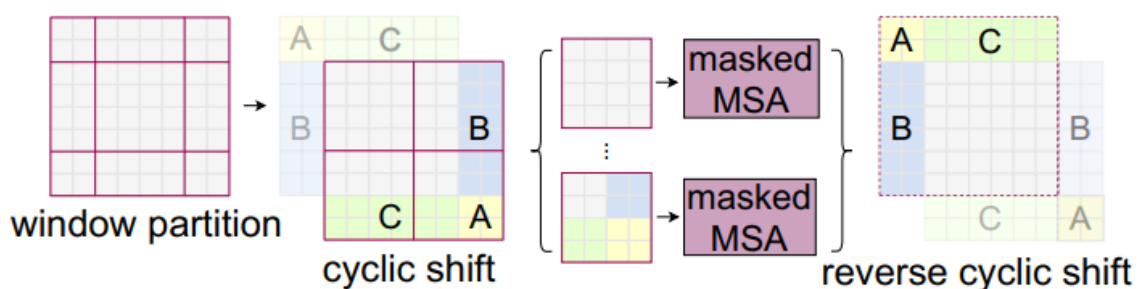 A C
B
B
C A
masked
MSA
...
masked
MSA
A C
B
B
C A
window partition
cyclic shift
reverse cyclic shift